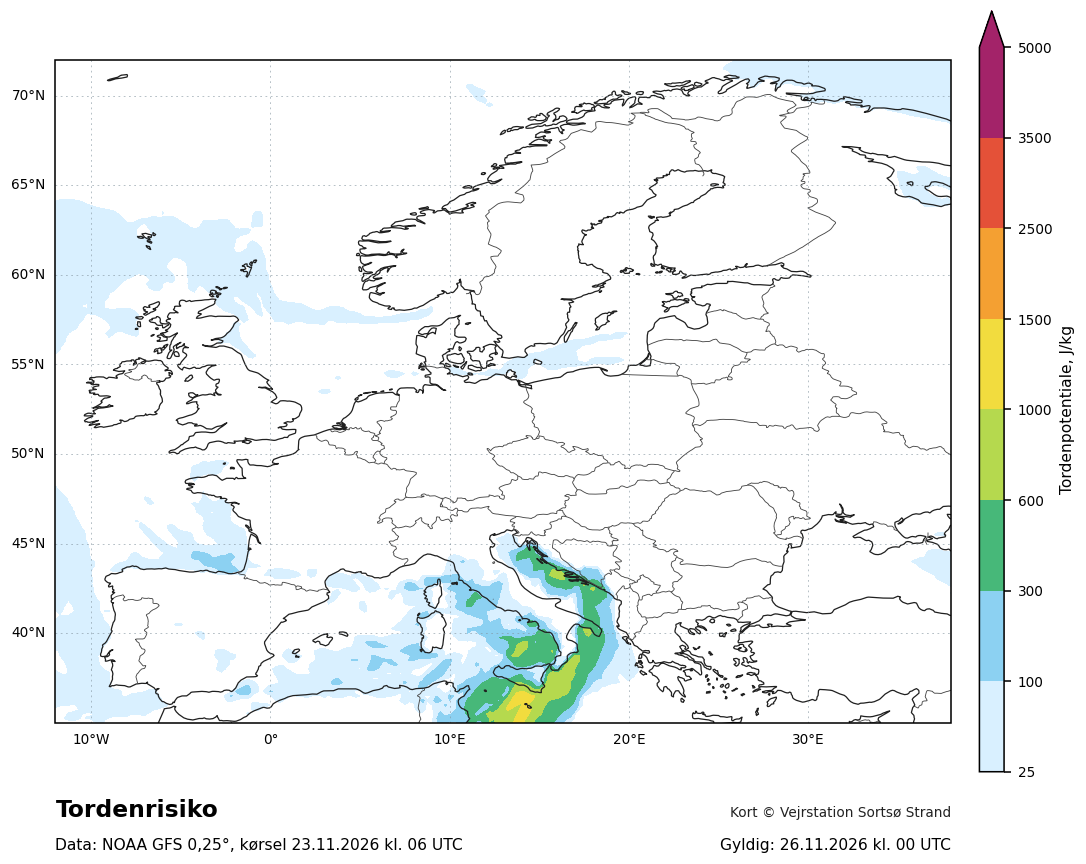 70°N
65°N
60°N
55°N
50°N
45°N
40°N
10°W
0°
10°E
20°E
30°E
5000
3500
2500
1500
1000
600
300
100
25
Tordenpotentiale, J/kg
Tordenrisiko
Kort © Vejrstation Sortsø Strand
Data: NOAA GFS 0,25°, kørsel 23.11.2026 kl. 06 UTC
Gyldig: 26.11.2026 kl. 00 UTC